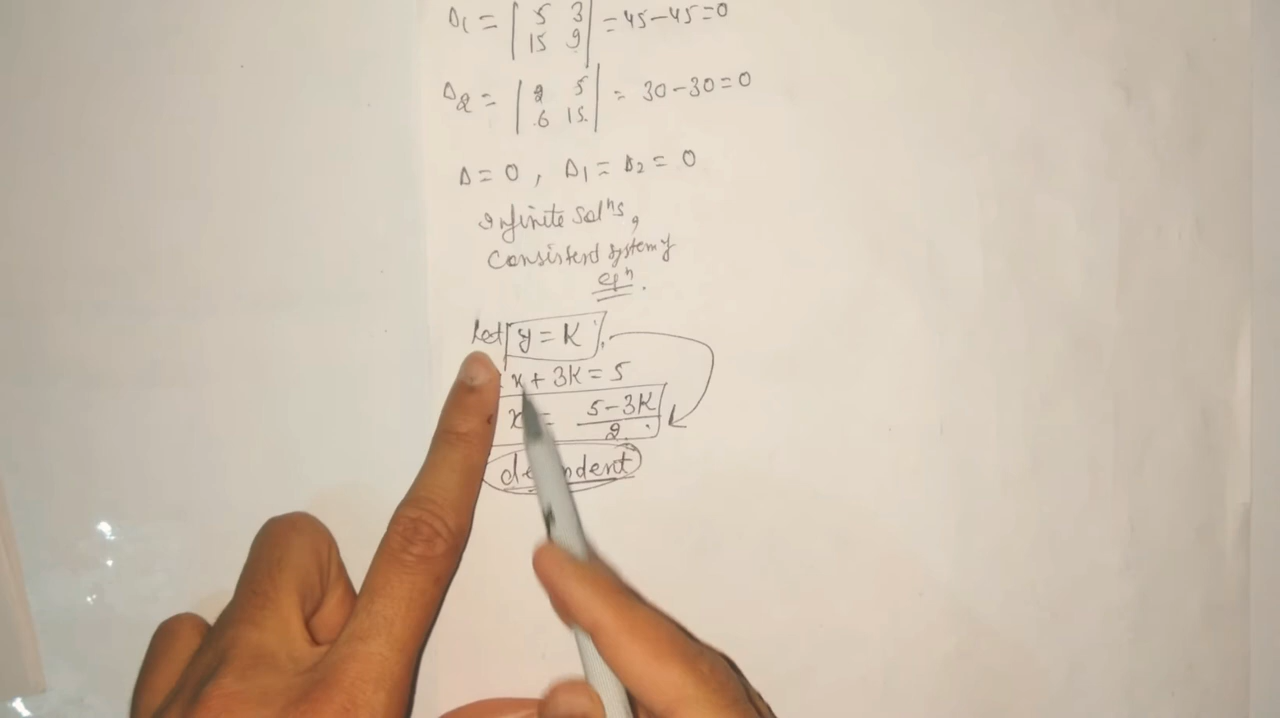 Δ1 = | 5 3 | = 45-45=0
| 15 9 |
Δ2 = | 2 5 | = 30-30=0
| 6 15 |
Δ=0, Δ1 = Δ2 = 0
Infinite solns,
Consistent system of
eqn.
Let y = K,
x + 3K = 5
x = 5-3K
2
dependent